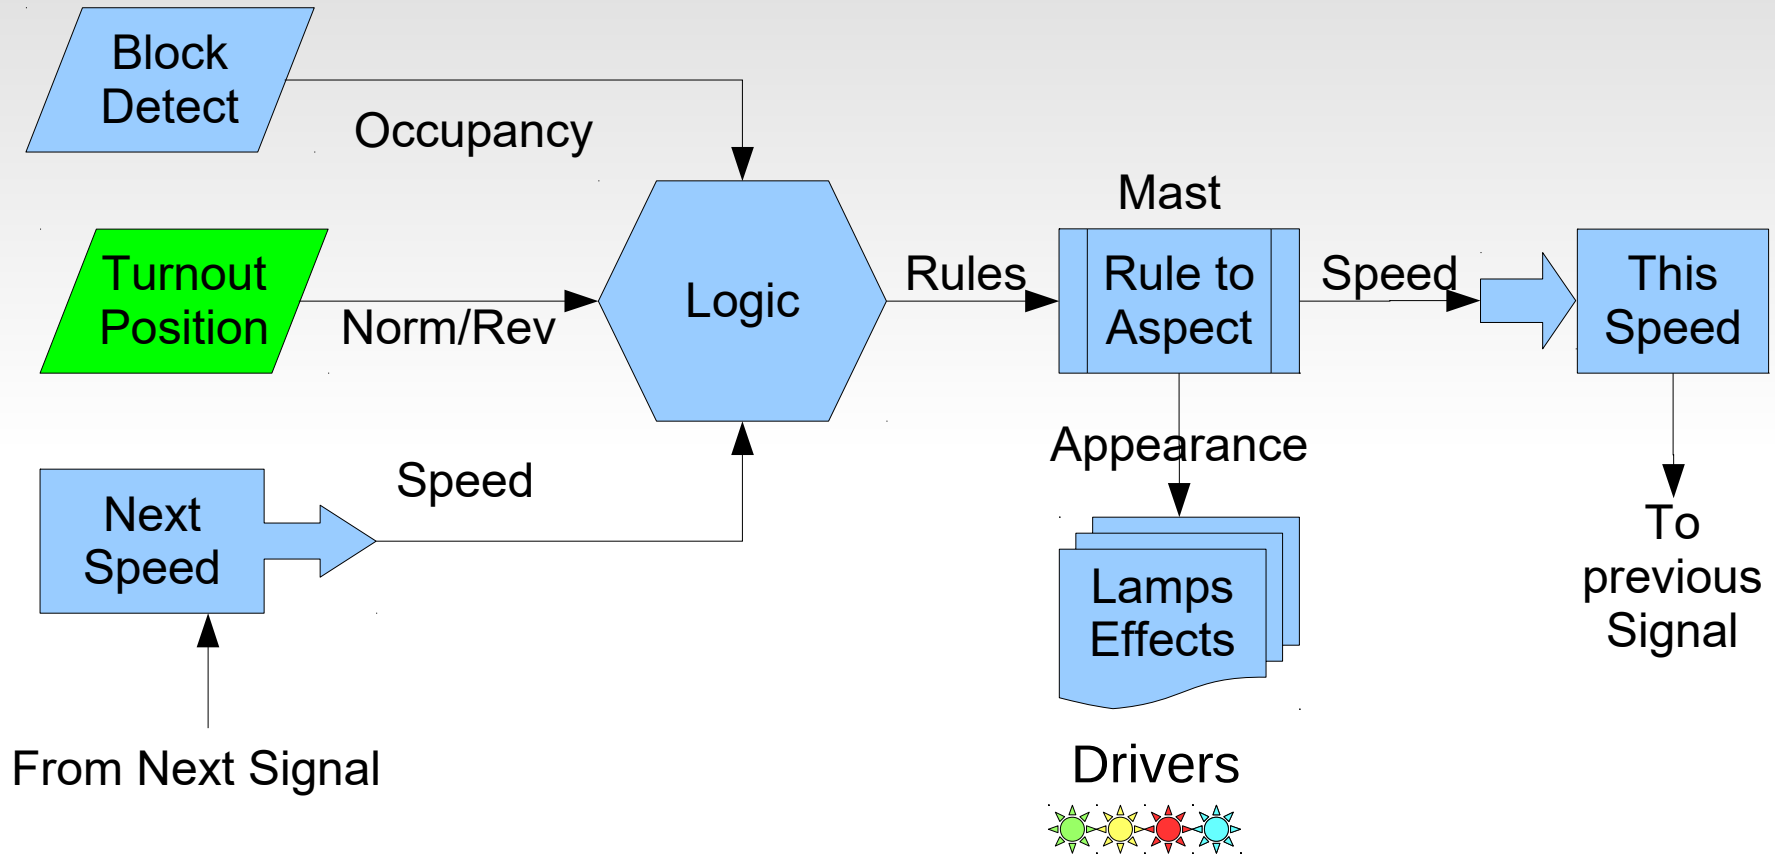 Block
Detect
Occupancy
Mast
Turnout
Position
Norm/Rev
Logic
Rules
Rule to
Aspect
Speed
This
Speed
Appearance
Next
Speed
Speed
To
previous
Signal
Lamps
Effects
From Next Signal
Drivers